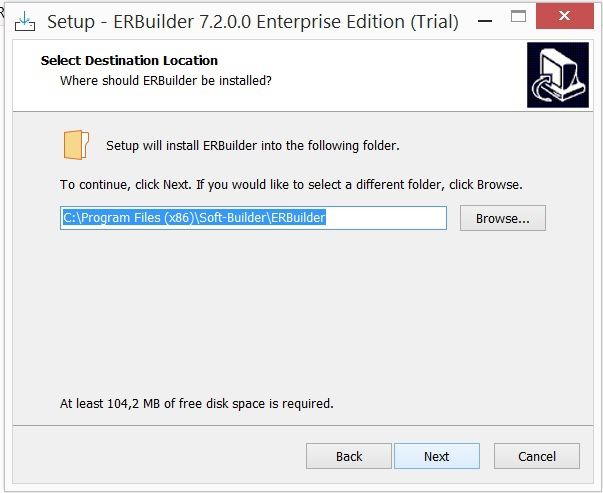 Setup - ERBuilder 7.2.0.0 Enterprise Edition (Trial)
Select Destination Location
Where should ERBuilder be installed?
Setup will install ERBuilder into the following folder.
To continue, click Next. If you would like to select a different folder, click Browse.
C:\Program Files (x86)\Soft-Builder\ERBuilder
Browse...
At least 104,2 MB of free disk space is required.
Back
Next
Cancel